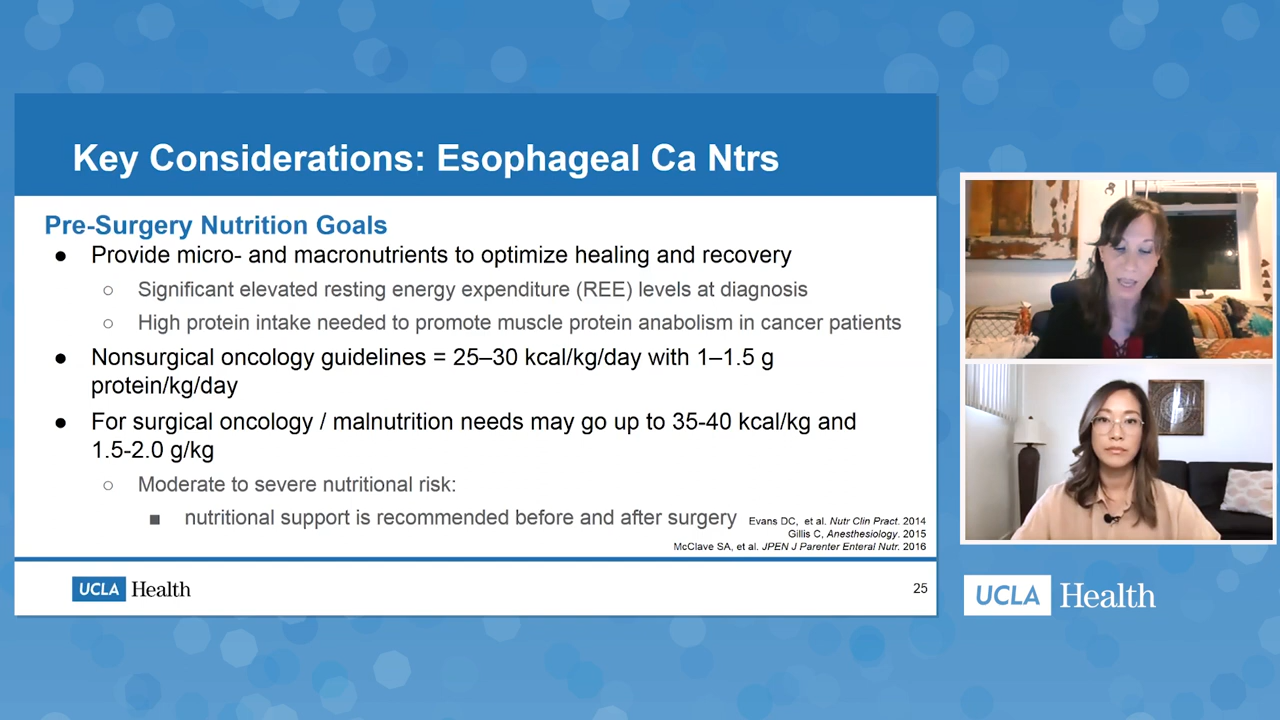 Key Considerations: Esophageal Ca Ntrs
Pre-Surgery Nutrition Goals
● Provide micro- and macronutrients to optimize healing and recovery
○ Significant elevated resting energy expenditure (REE) levels at diagnosis
○ High protein intake needed to promote muscle protein anabolism in cancer patients
● Nonsurgical oncology guidelines = 25–30 kcal/kg/day with 1–1.5 g
protein/kg/day
● For surgical oncology / malnutrition needs may go up to 35-40 kcal/kg and
1.5-2.0 g/kg
○ Moderate to severe nutritional risk:
■ nutritional support is recommended before and after surgery
Evans DC, et al. Nutr Clin Pract. 2014
Gillis C, Anesthesiology. 2015
McClave SA, et al. JPEN J Parenter Enteral Nutr. 2016
UCLA Health
25
UCLA Health